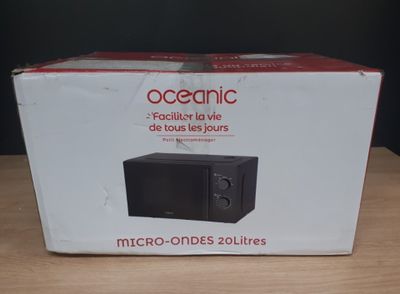 oceanic
Faciliter la vie
de tous les jours
Petit électroménager
MICRO-ONDES 20Litres